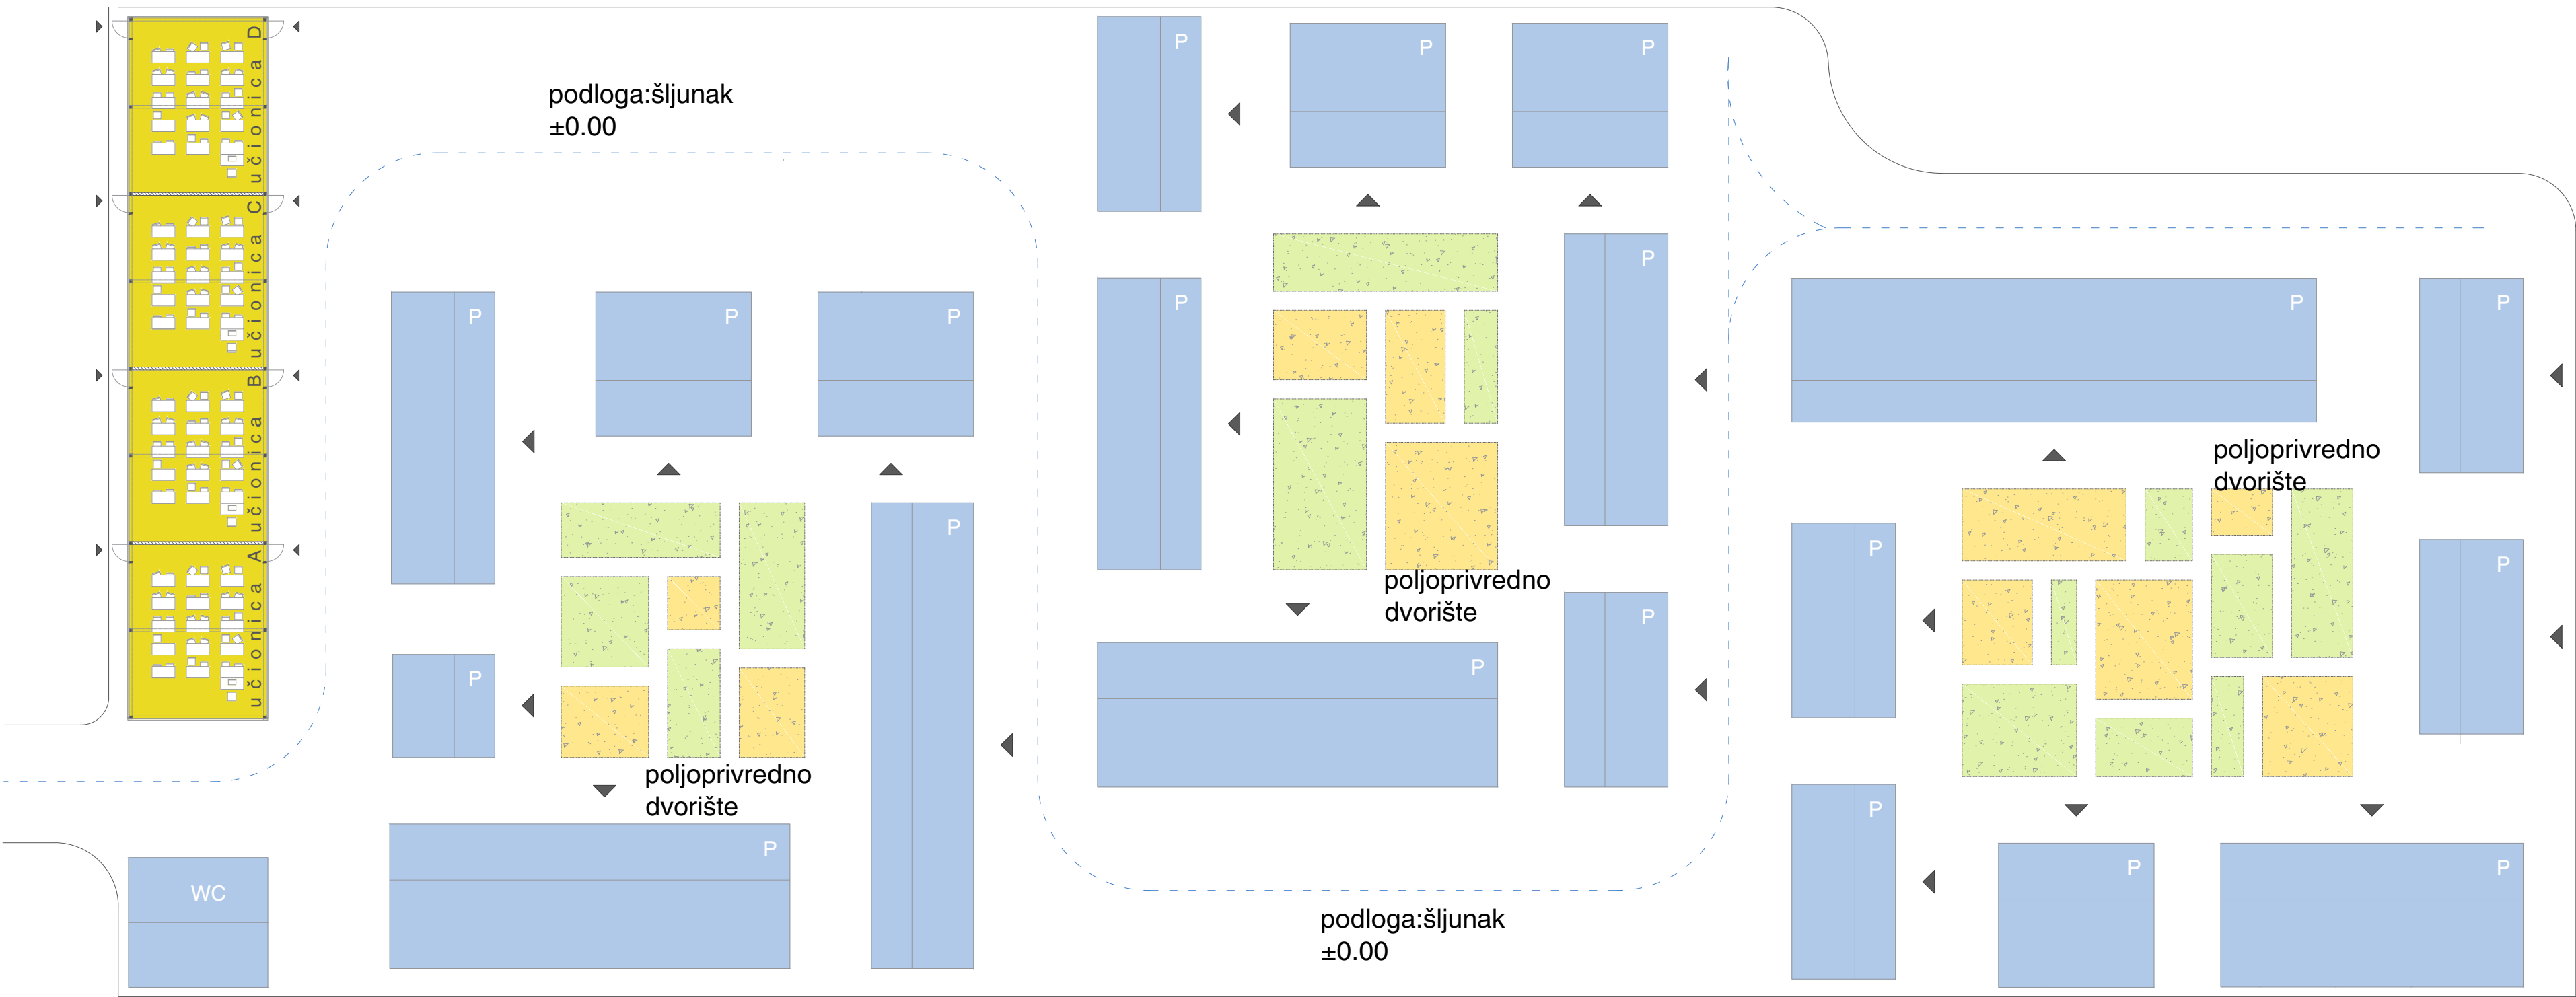 učionica D
učionica C
učionica B
učionica A
podloga:šljunak
±0.00
P
P
P
P
P
P
WC
poljoprivredno
dvorište
P
P
P
P
P
P
P
poljoprivredno
dvorište
podloga:šljunak
±0.00
P
P
P
P
P
P
P
poljoprivredno
dvorište